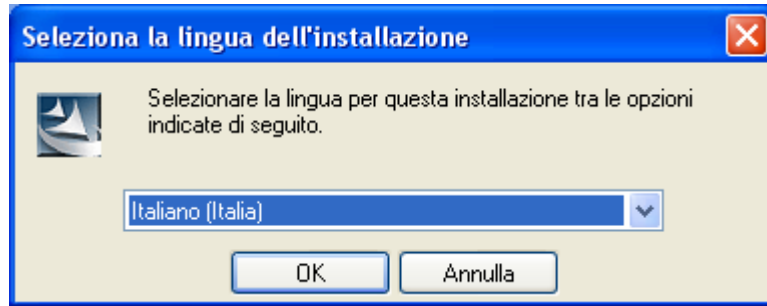 Seleziona la lingua dell'installazione
Selezionare la lingua per questa installazione tra le opzioni
indicate di seguito.
Italiano (Italia)
OK
Annulla